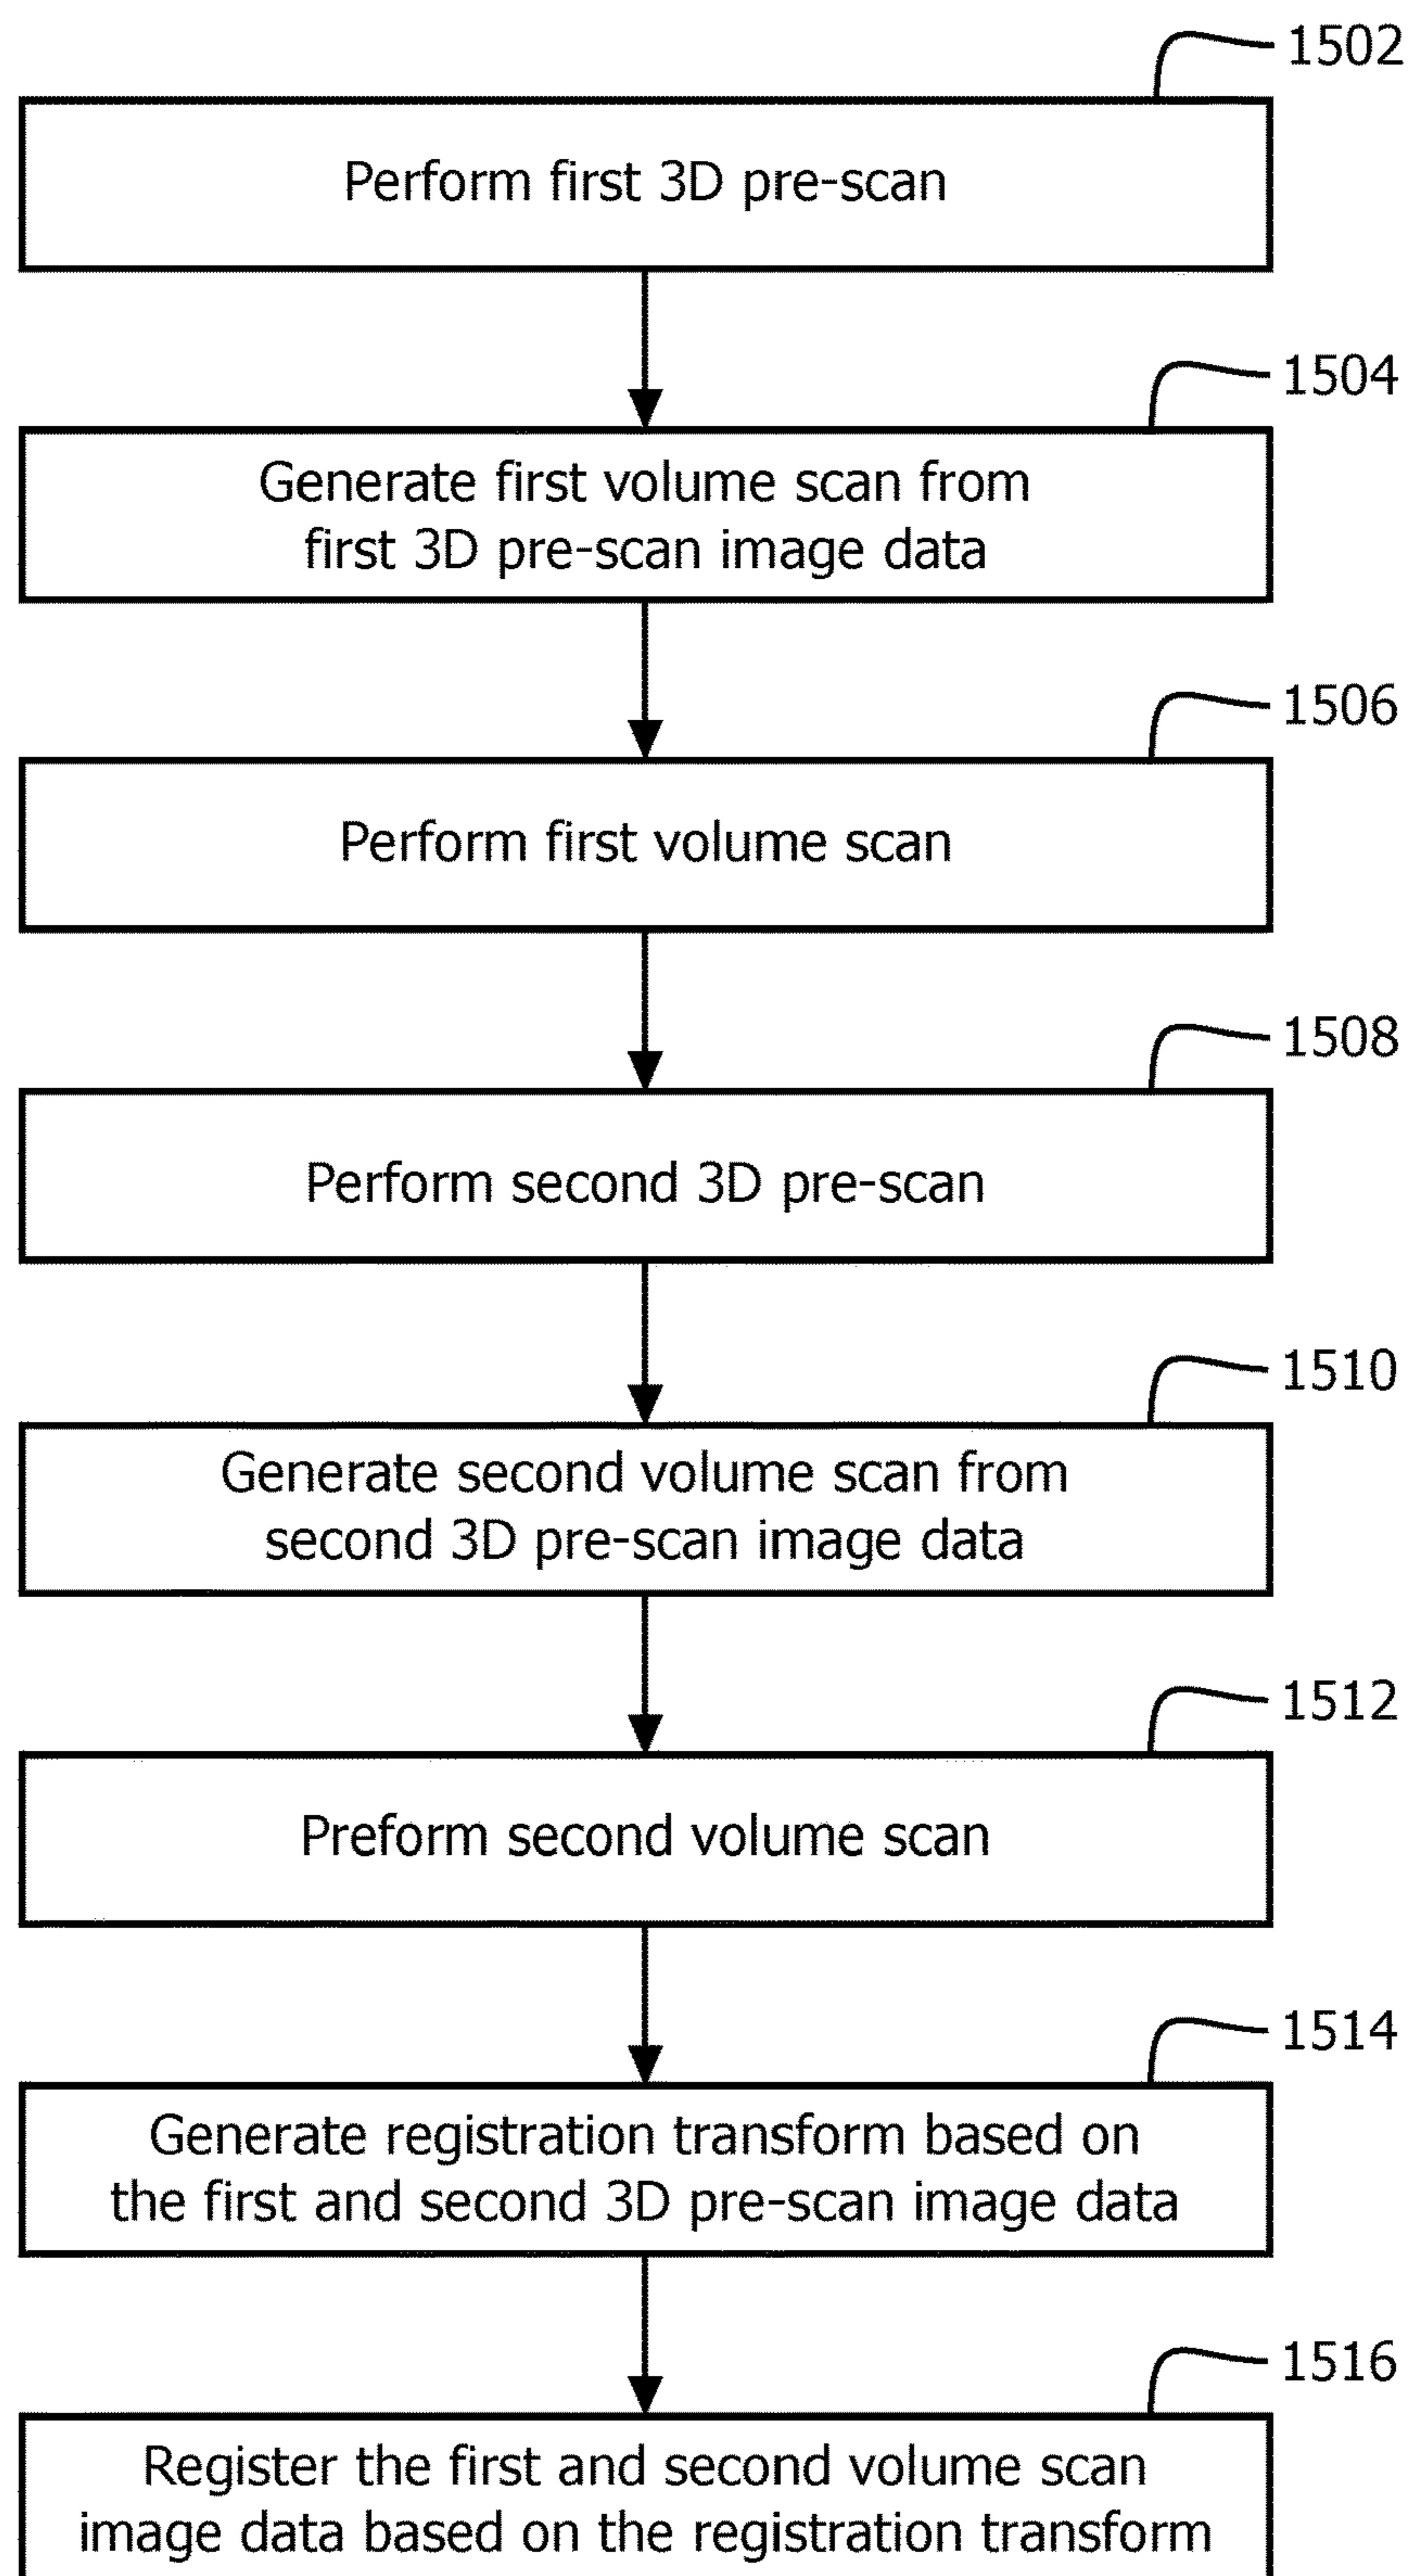 1502
Perform first 3D pre-scan
1504
Generate first volume scan from
first 3D pre-scan image data
1506
Perform first volume scan
1508
Perform second 3D pre-scan
1510
Generate second volume scan from
second 3D pre-scan image data
1512
Preform second volume scan
1514
Generate registration transform based on
the first and second 3D pre-scan image data
1516
Register the first and second volume scan
image data based on the registration transform